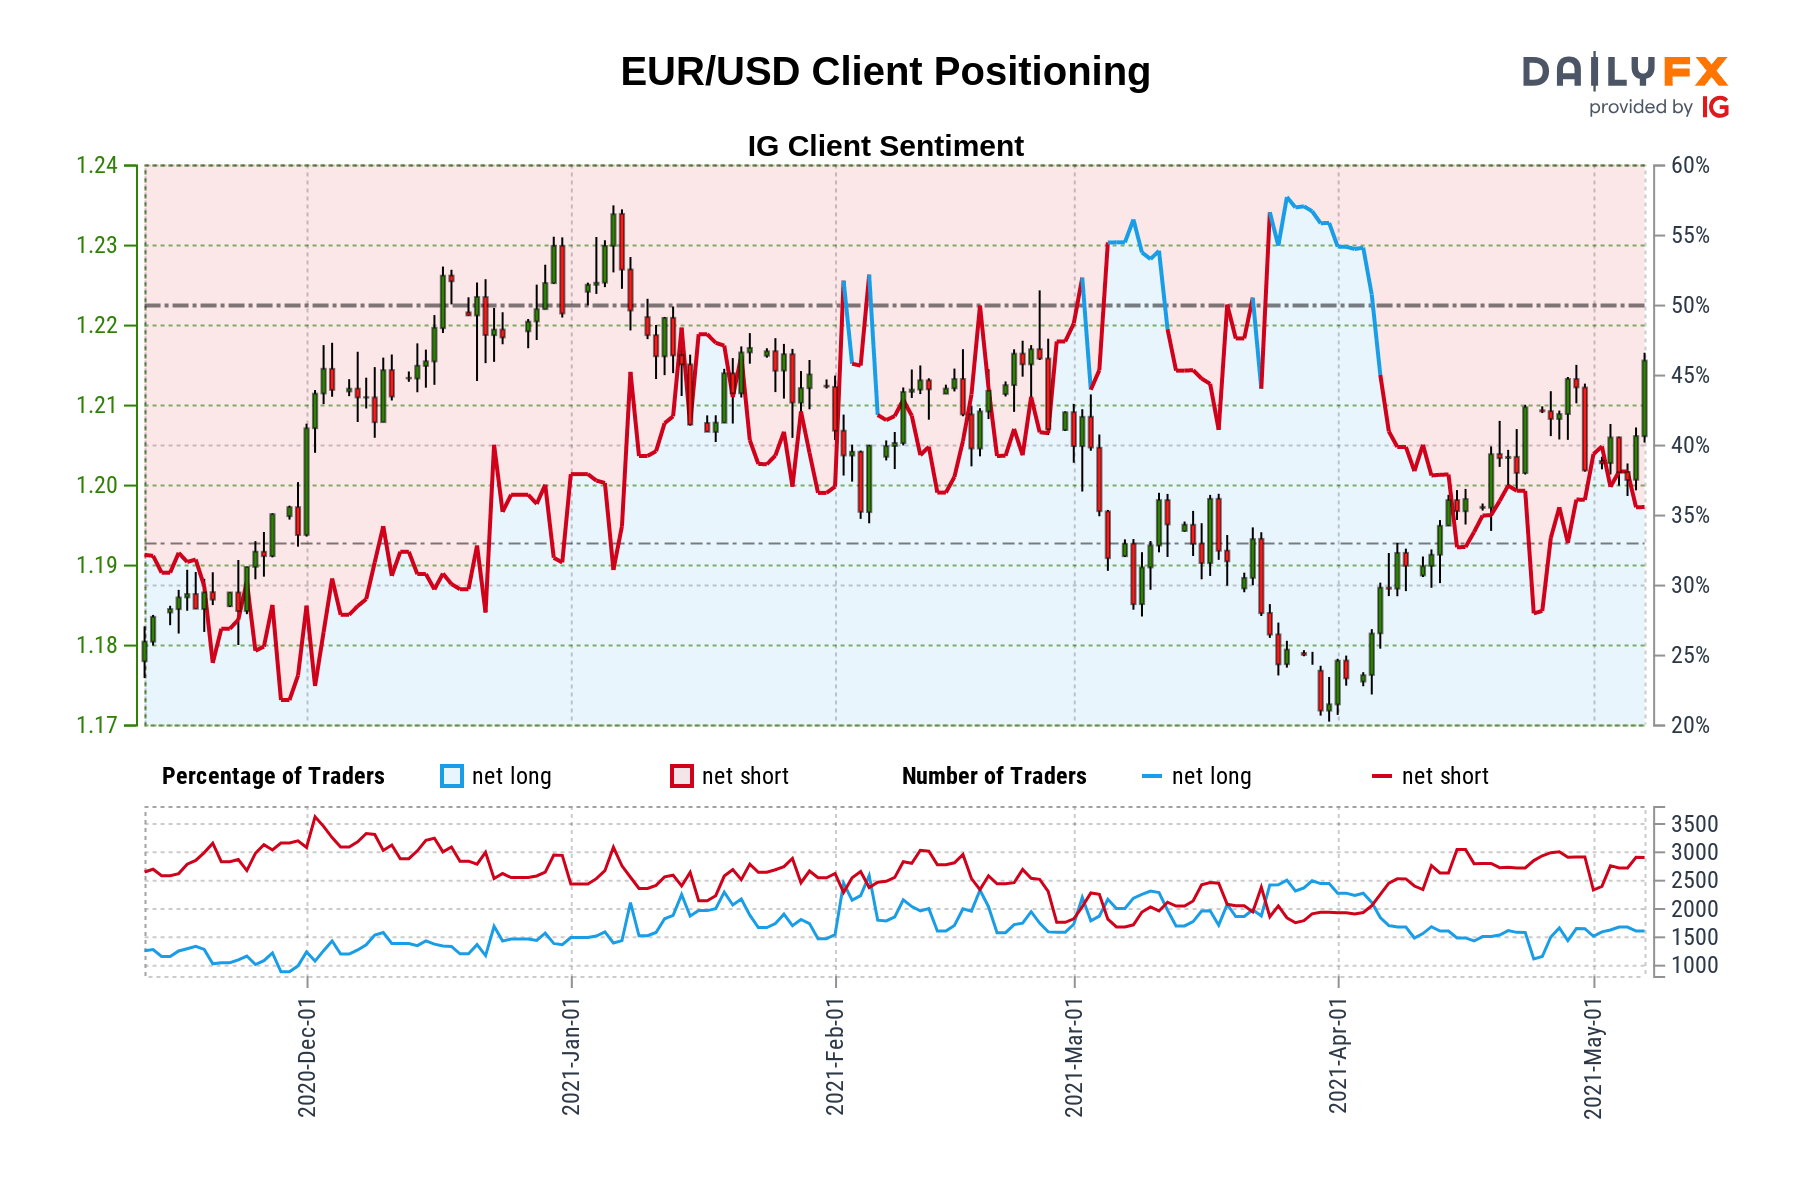 EUR/USD Client Positioning
DAILYFX
provided by IG
IG Client Sentiment
1.24
1.23
1.22
1.21
1.20
1.19
1.18
1.17
60%
55%
50%
45%
40%
35%
30%
25%
20%
Percentage of Traders net long net short Number of Traders net long net short
3500
3000
2500
2000
1500
1000
2020-Dec-01
2021-Jan-01
2021-Feb-01
2021-Mar-01
2021-Apr-01
2021-May-01